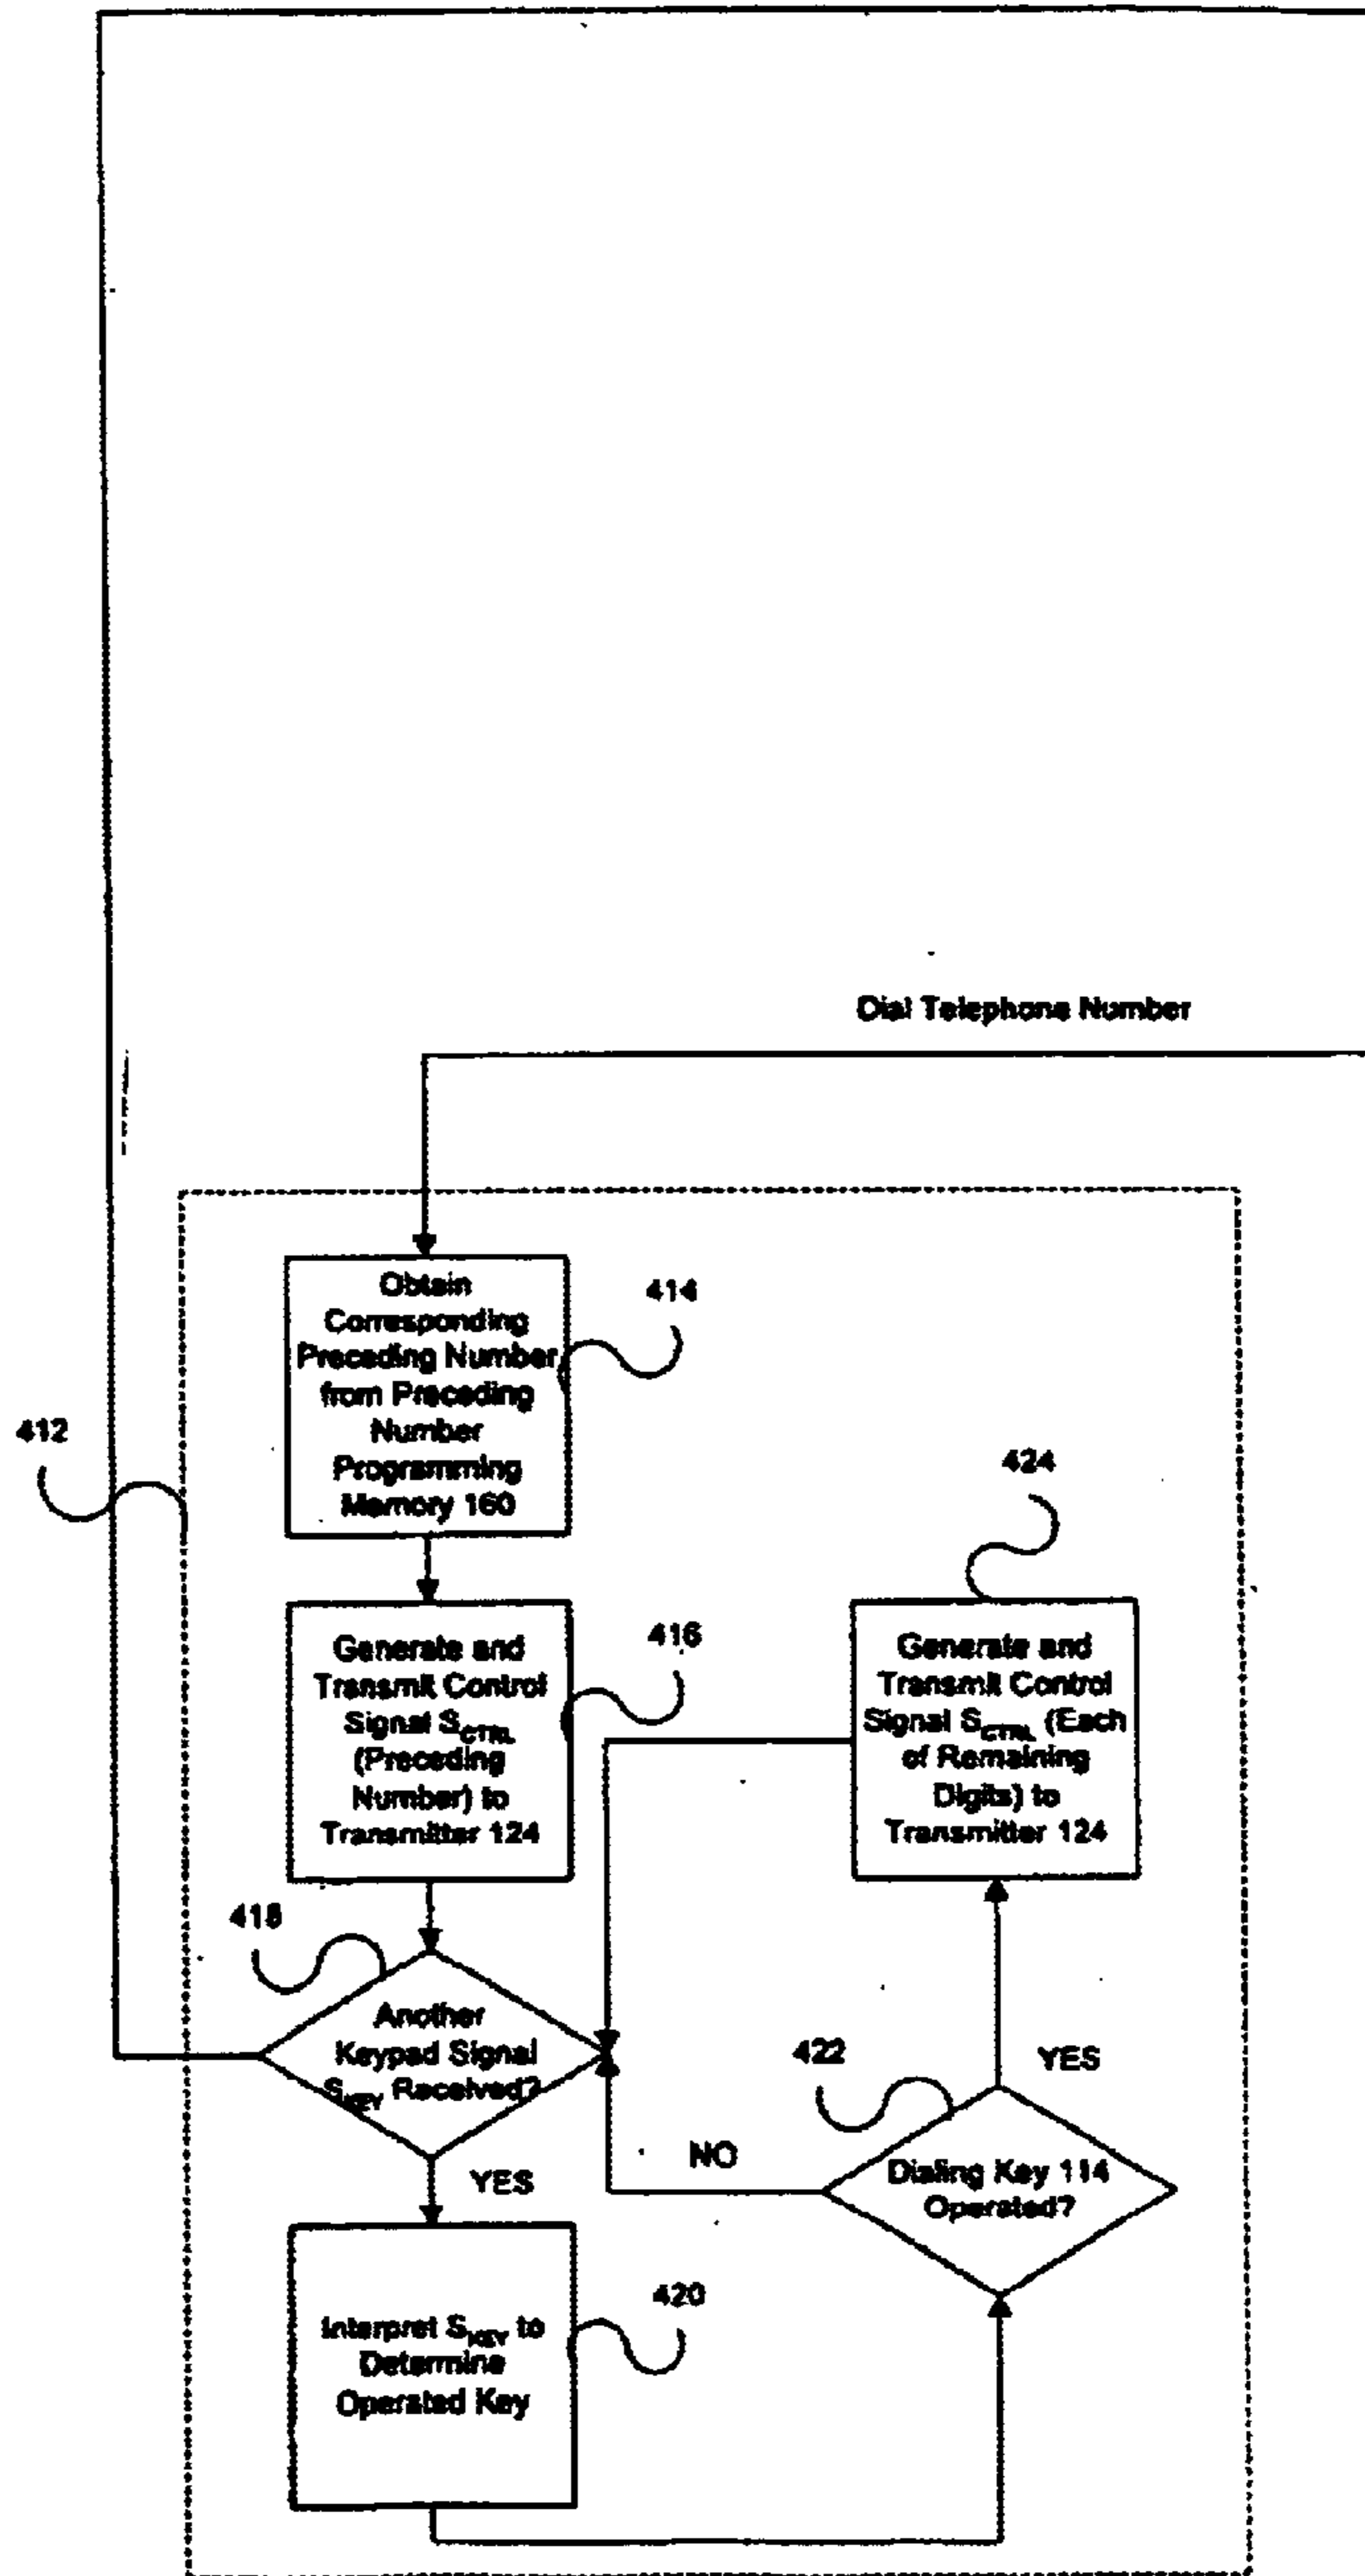 Dial Telephone Number
Obtain
Corresponding
Preceding Number
from Preceding
Number
Programming
Memory 160
414
412
424
Generate and
Transmit Control
Signal S_CTRL
(Preceding
Number) to
Transmitter 124
416
Generate and
Transmit Control
Signal S_CTRL (Each
of Remaining
Digits) to
Transmitter 124
418
Another
Keypad Signal
S_KEY Received?
422
YES
NO
Dialing Key 114
Operated?
YES
Interpret S_KEY to
Determine
Operated Key
420